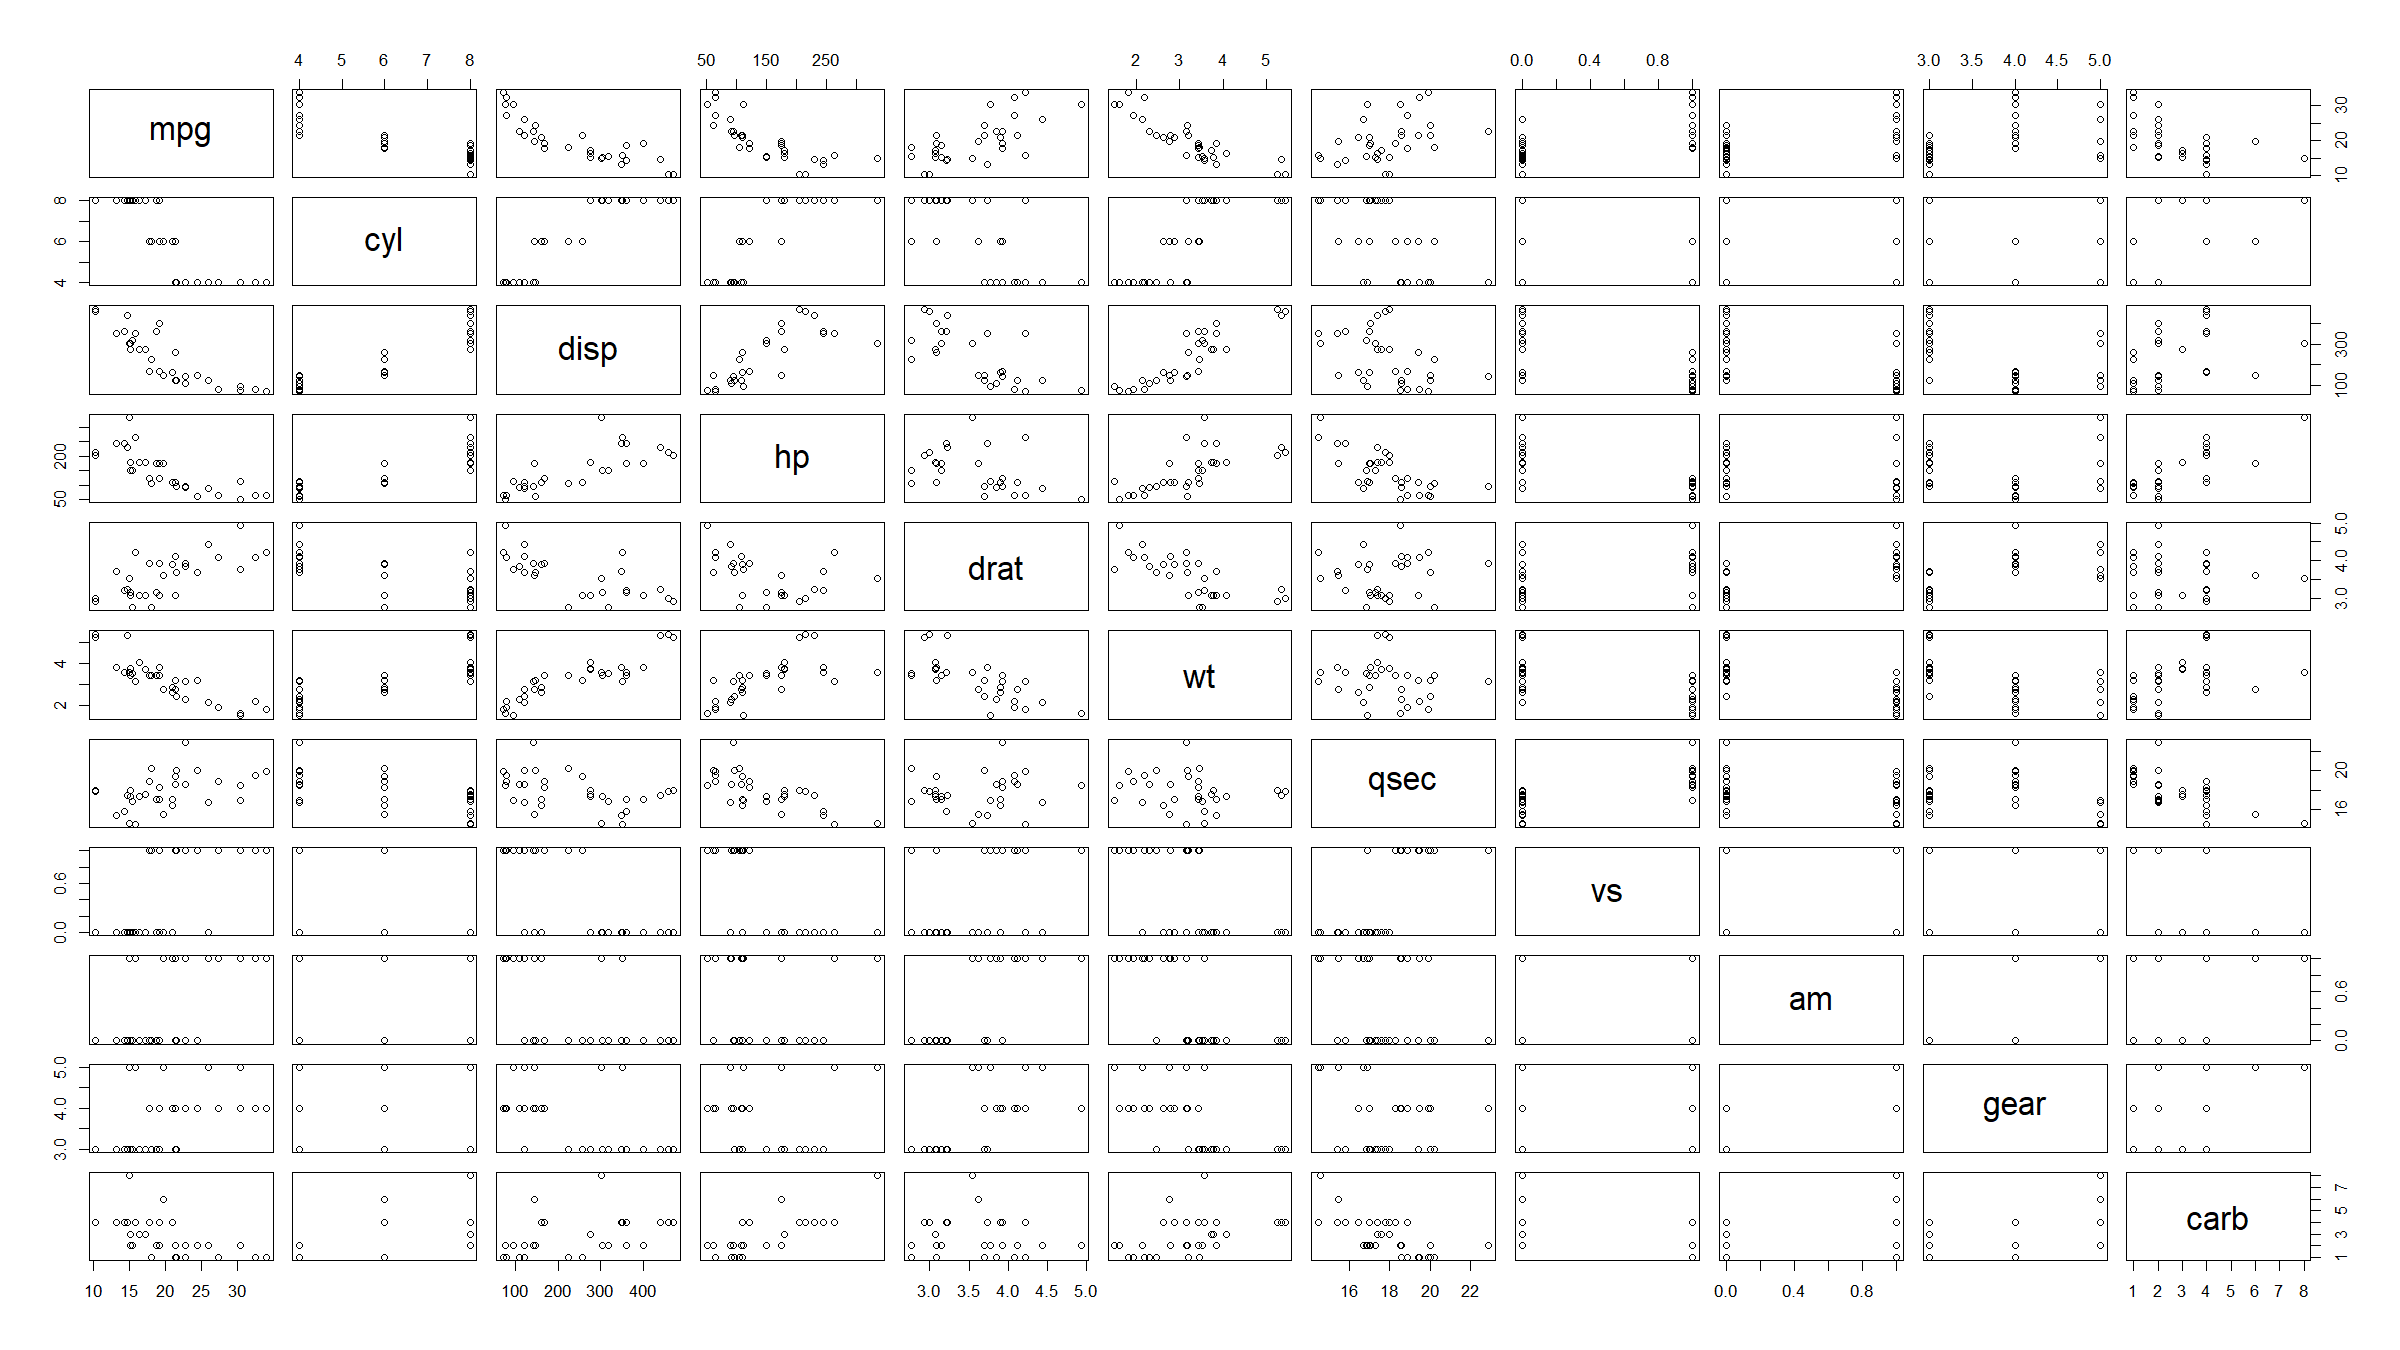 4 5 6 7 8 50 150 250 2 3 4 5 0.0 0.4 0.8 3.0 3.5 4.0 4.5 5.0
mpg 10 20 30
4 6 8 cyl
disp 100 300
50 200 hp
drat 3.0 4.0 5.0
2 4 wt
qsec 16 20
0.0 0.6 vs
am 0.0 0.6
3.0 4.0 5.0 gear
carb 1 3 5 7
10 15 20 25 30 100 200 300 400 3.0 3.5 4.0 4.5 5.0 16 18 20 22 0.0 0.4 0.8 1 2 3 4 5 6 7 8